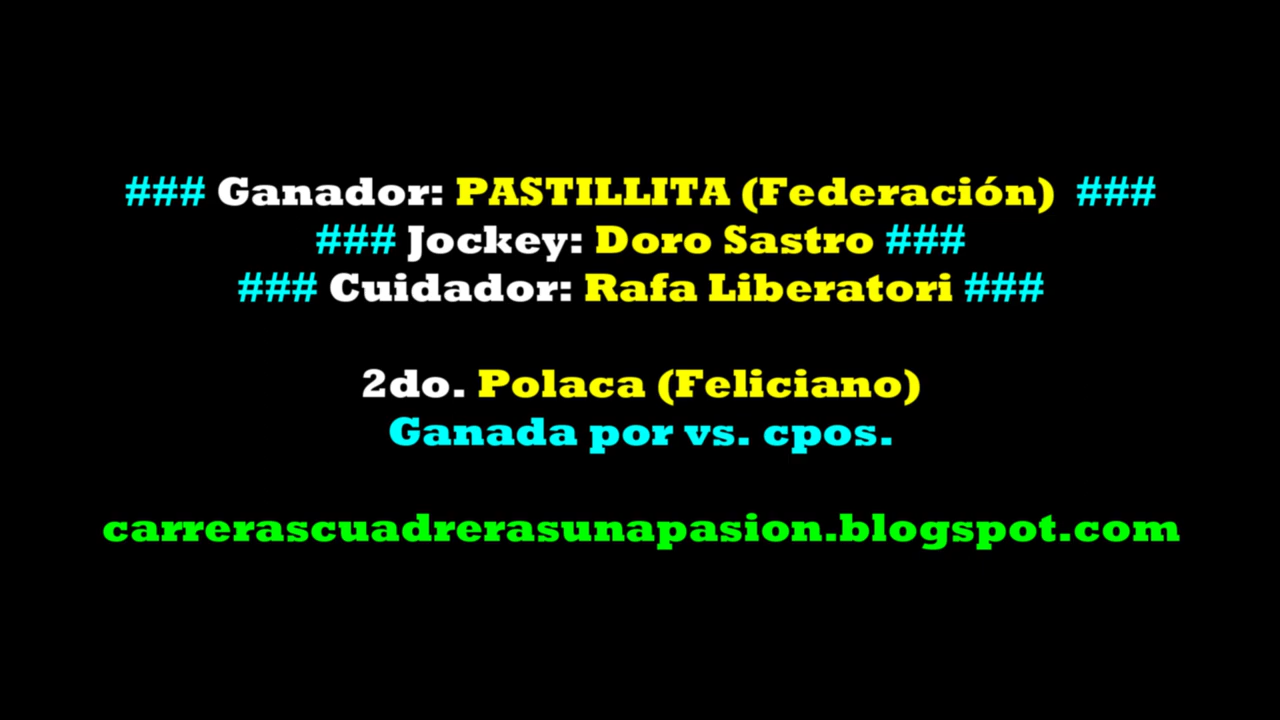 ### Ganador: PASTILLITA (Federación) ###
### Jockey: Doro Sastro ###
### Cuidador: Rafa Liberatori ###
2do. Polaca (Feliciano)
Ganada por vs. cpos.
carrerascuadrerasunapasion.blogspot.com